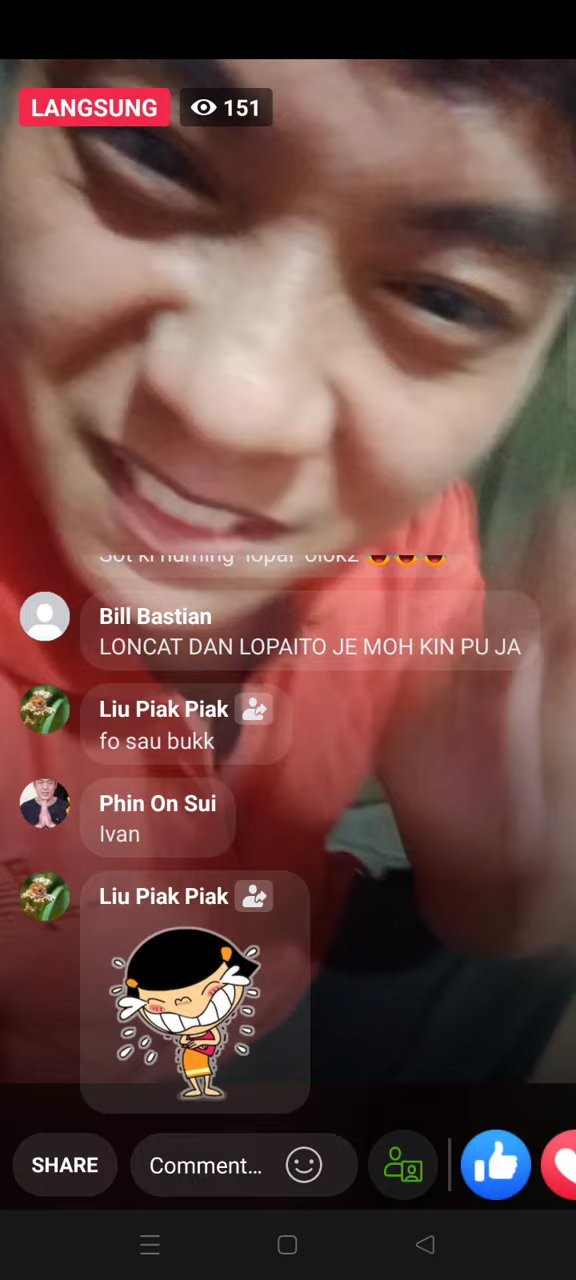 LANGSUNG
151
Bill Bastian
LONCAT DAN LOPAITO JE MOH KIN PU JA
Liu Piak Piak
fo sau bukk
Phin On Sui
Ivan
Liu Piak Piak
SHARE
Comment...